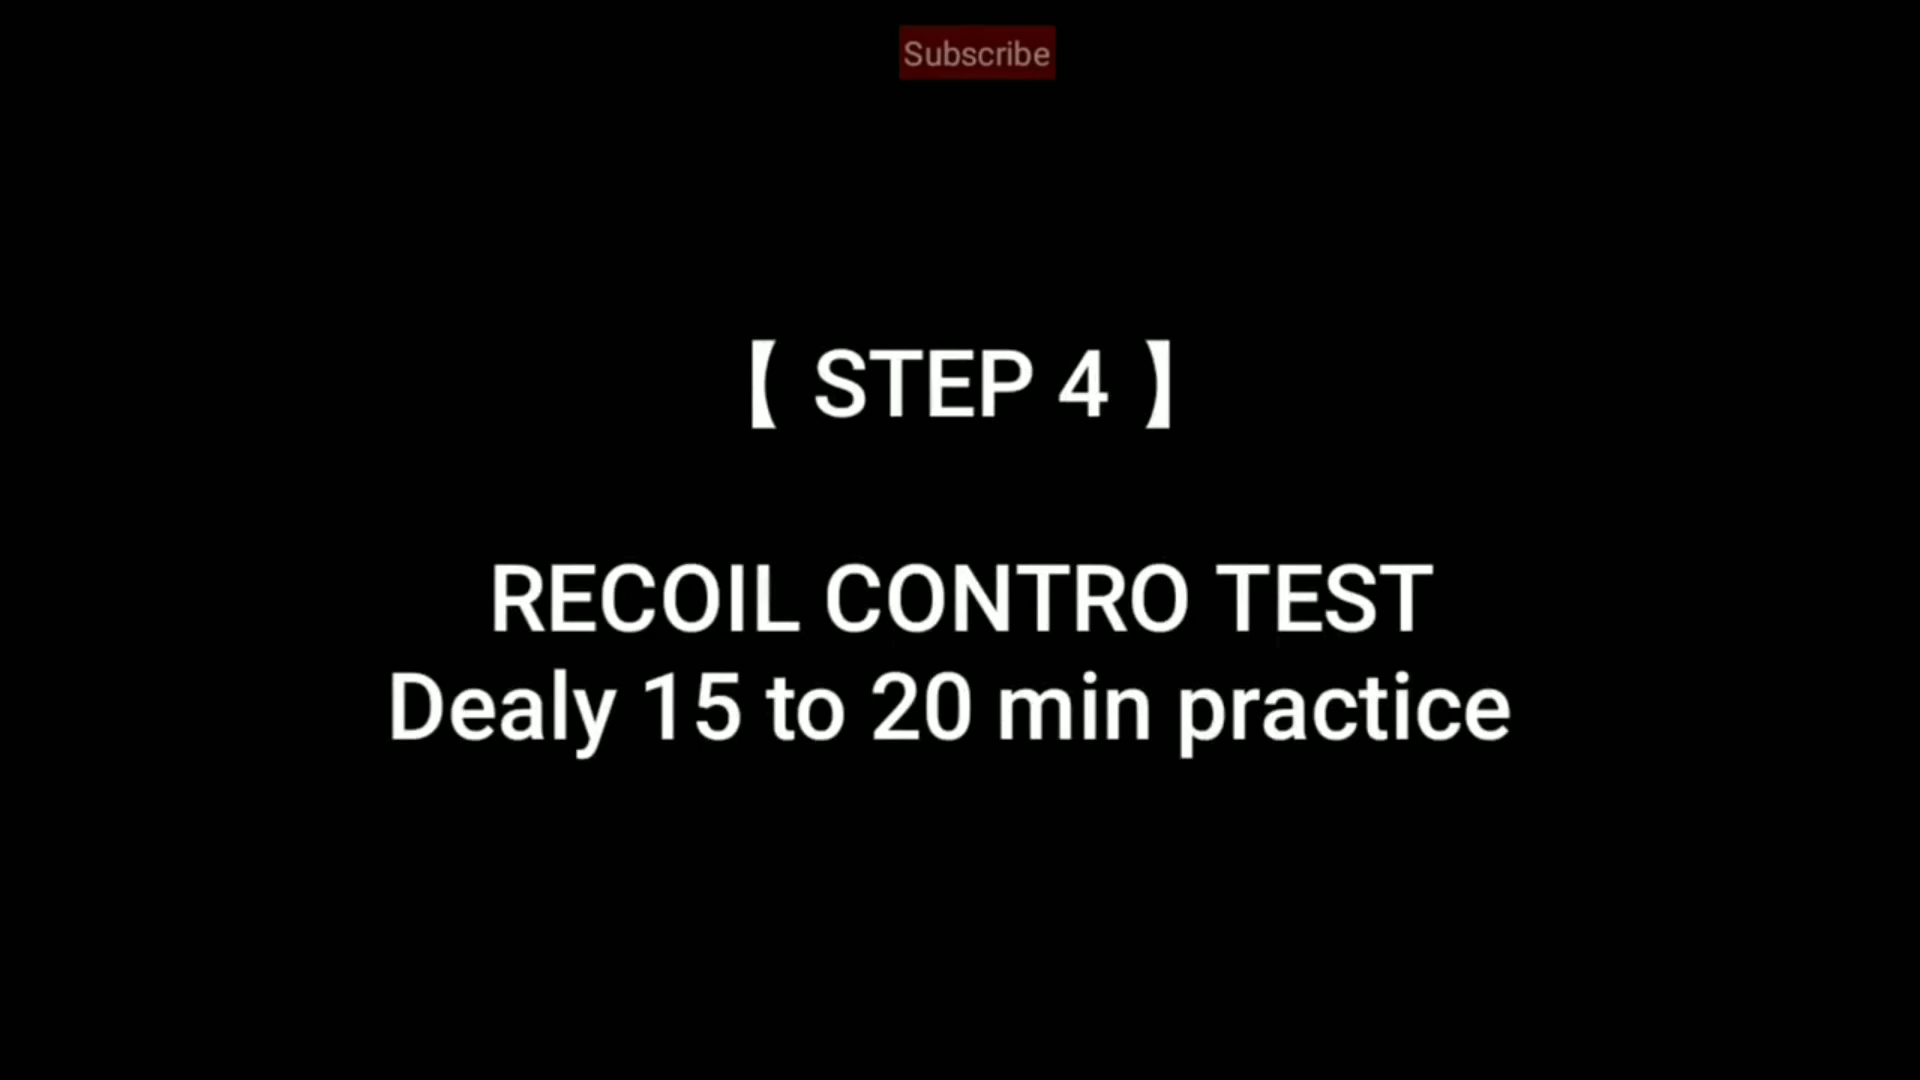 Subscribe
【 STEP 4 】
RECOIL CONTRO TEST
Dealy 15 to 20 min practice